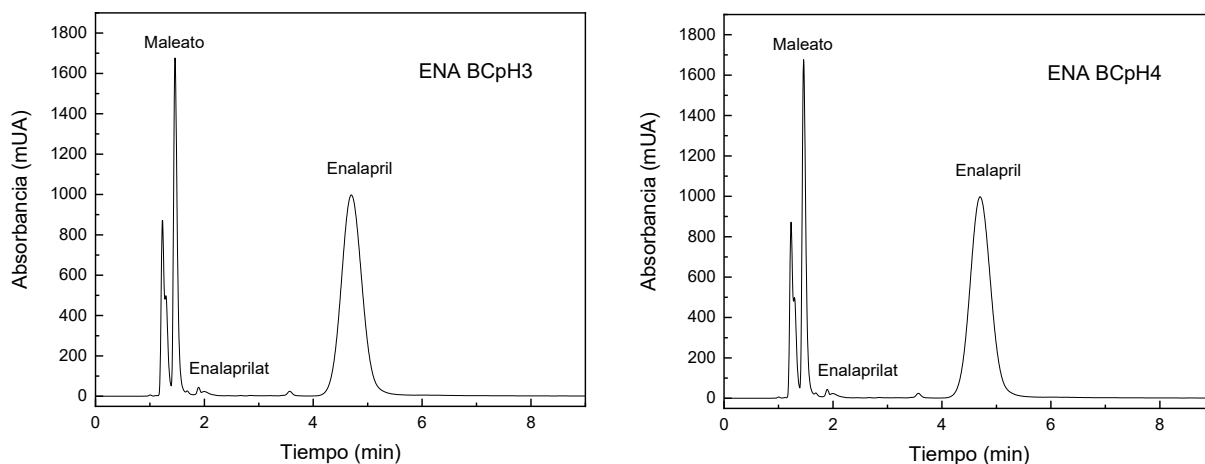 Absorbancia (mUA)
1800
1600
1400
1200
1000
800
600
400
200
0
Maleato
ENA BCpH3
Enalapril
Enalaprilat
0 2 4 6 8
Tiempo (min)
Absorbancia (mUA)
1800
1600
1400
1200
1000
800
600
400
200
0
Maleato
ENA BCpH4
Enalapril
Enalaprilat
0 2 4 6 8
Tiempo (min)